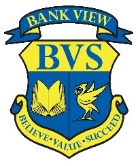 BANK VIEW
BVS
BELIEVE • VALUE • SUCCEED